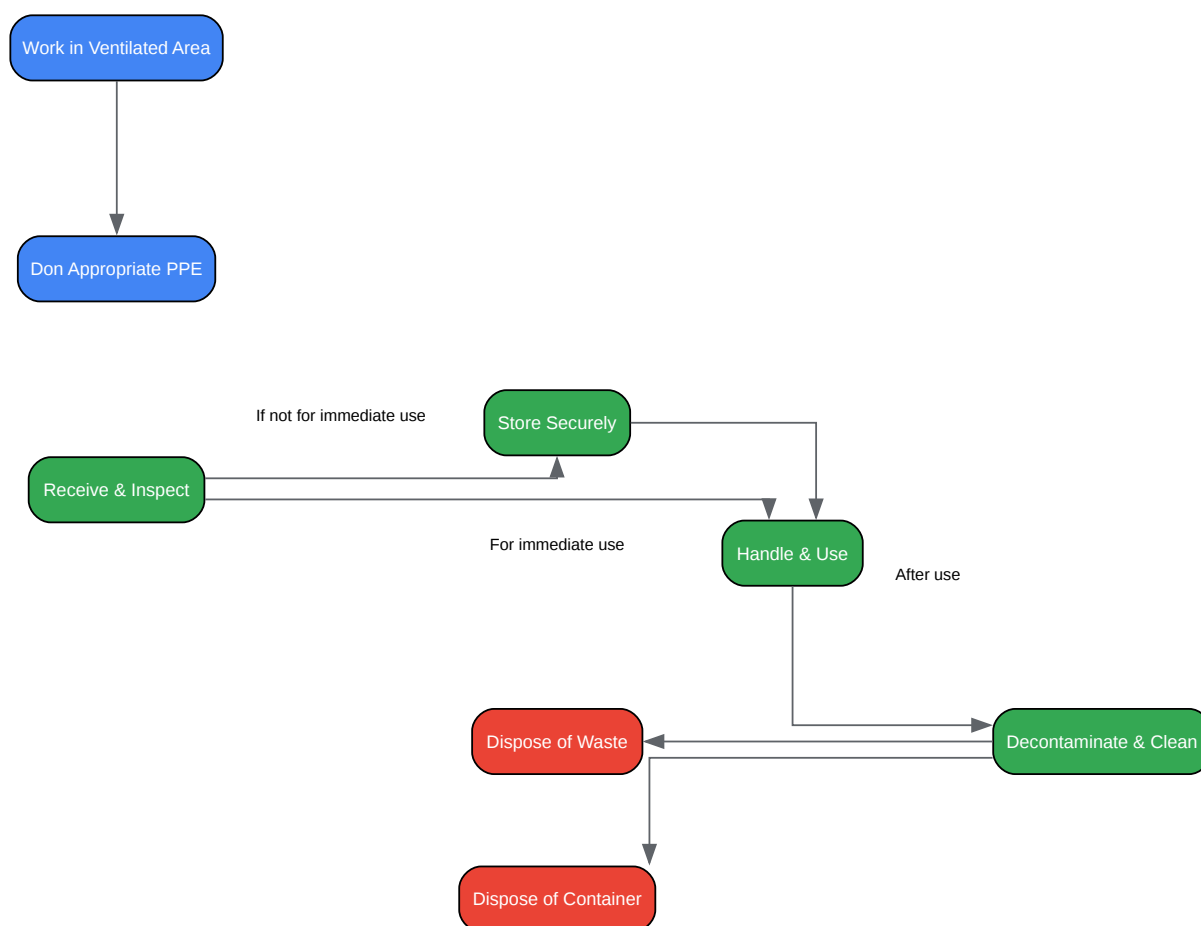 Work in Ventilated Area
Don Appropriate PPE
If not for immediate use
Store Securely
Receive & Inspect
For immediate use
Handle & Use
After use
Dispose of Waste
Decontaminate & Clean
Dispose of Container